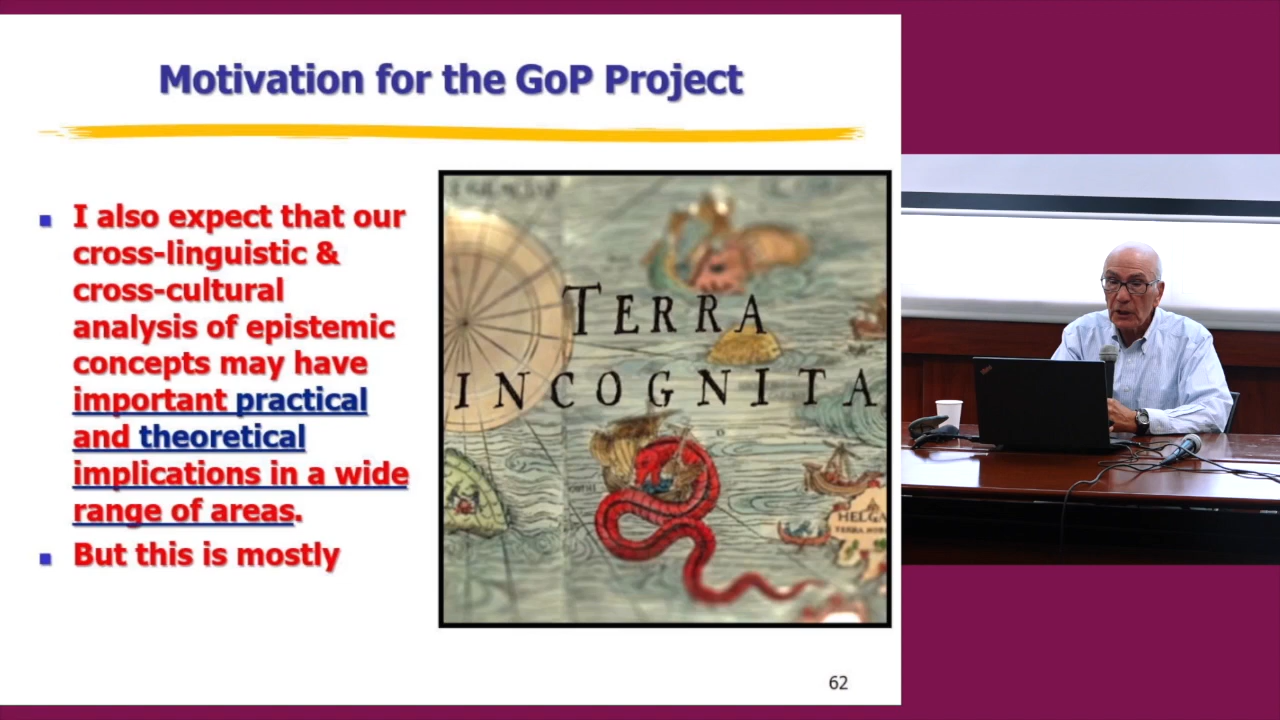 Motivation for the GoP Project
I also expect that our
cross-linguistic &
cross-cultural
analysis of epistemic
concepts may have
important practical
and theoretical
implications in a wide
range of areas.
But this is mostly
TERRA
INCOGNITA
HELGA
62